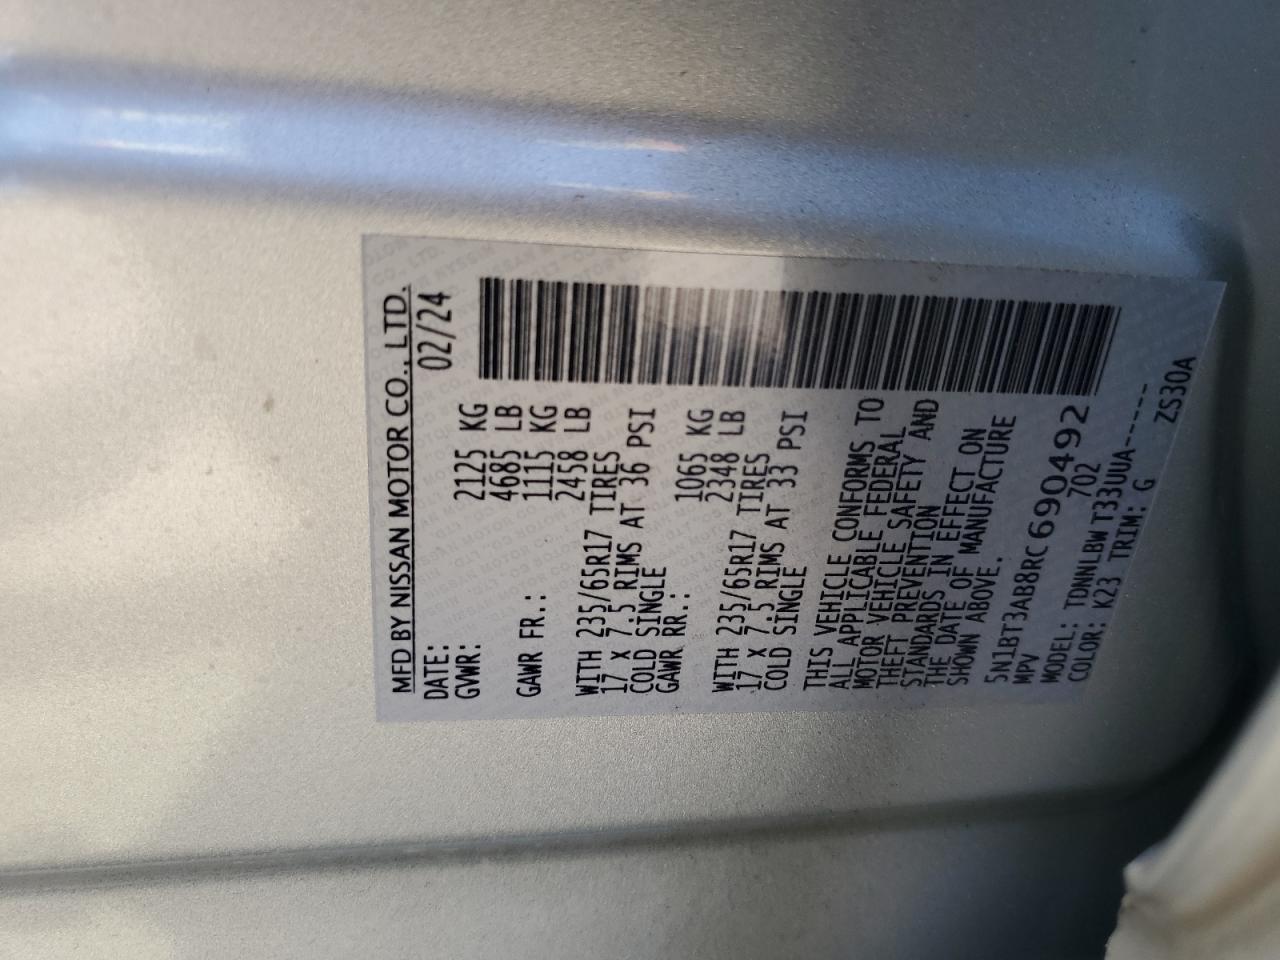 MFD BY NISSAN MOTOR CO., LTD.
DATE: 02/24
GVWR: 2125 KG
4685 LB
GAWR FR.: 1115 KG
2458 LB
WITH 235/65R17 TIRES
17 X 7.5 RIMS AT 36 PSI
COLD SINGLE
GAWR RR.: 1065 KG
2348 LB
WITH 235/65R17 TIRES
17 X 7.5 RIMS AT 33 PSI
COLD SINGLE
THIS VEHICLE CONFORMS TO
ALL APPLICABLE FEDERAL
MOTOR VEHICLE SAFETY AND
THEFT PREVENTION
STANDARDS IN EFFECT ON
THE DATE OF MANUFACTURE
SHOWN ABOVE.
5N1BT3AB8RC690492
MPV 702
MODEL: TDNNLBWT33UUA-----
COLOR: K23 TRIM: G ZS30A